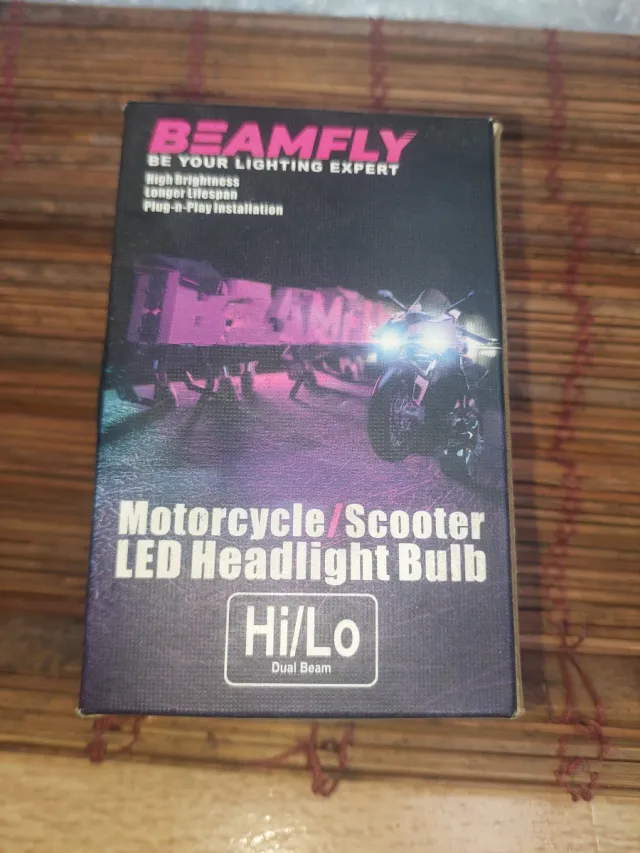 BEAMFLY
BE YOUR LIGHTING EXPERT
High Brightness
Longer Lifespan
Plug-n-Play Installation
BEAMFLY
Motorcycle/Scooter
LED Headlight Bulb
Hi/Lo
Dual Beam